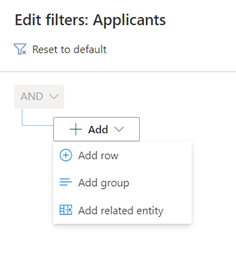 Edit filters: Applicants
Reset to default
AND
Add
Add row
Add group
Add related entity